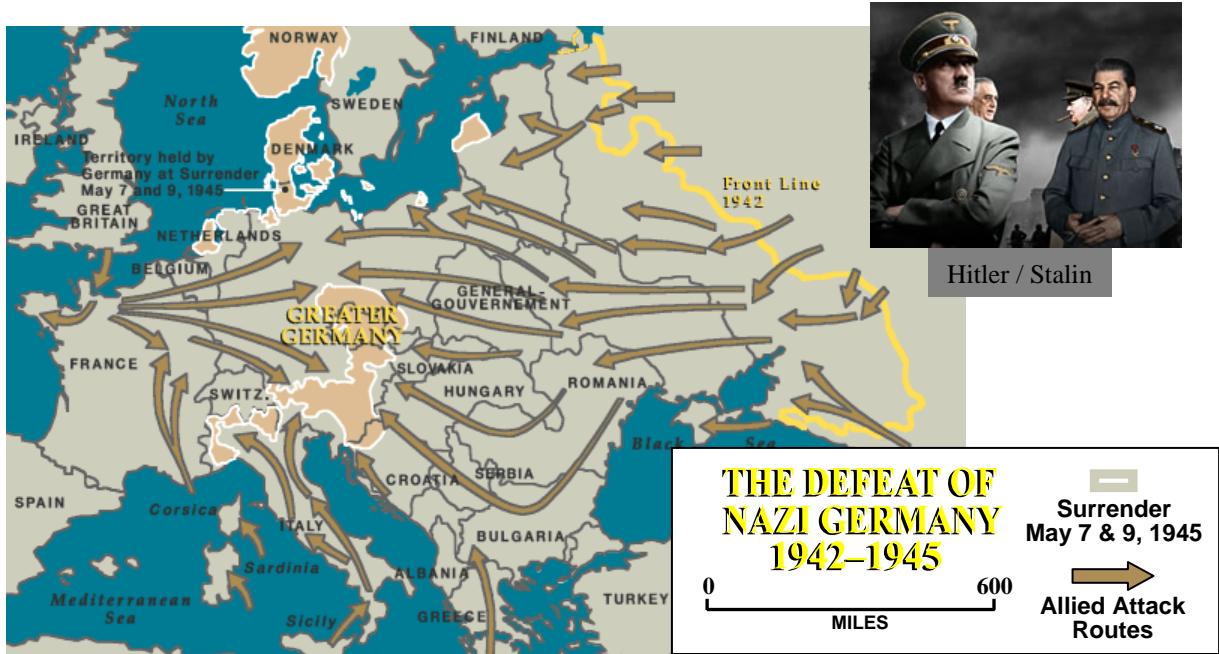 NORWAY
FINLAND
North
Sea
SWEDEN
IRELAND
DENMARK
Territory held by
Germany at Surrender
May 7 and 9, 1945
Front Line
1942
GREAT
BRITAIN
NETHERLANDS
BELGIUM
Hitler / Stalin
GENERAL-
GOUVERNEMENT
GREATER
GERMANY
FRANCE
SLOVAKIA
SWITZ.
HUNGARY
ROMANIA
Black Sea
CROATIA
SERBIA
SPAIN
Corsica
ITALY
BULGARIA
Sardinia
ALBANIA
Mediterranean
Sea
Sicily
GREECE
TURKEY
THE DEFEAT OF
NAZI GERMANY
1942–1945
0 600
MILES
Surrender
May 7 & 9, 1945
Allied Attack
Routes